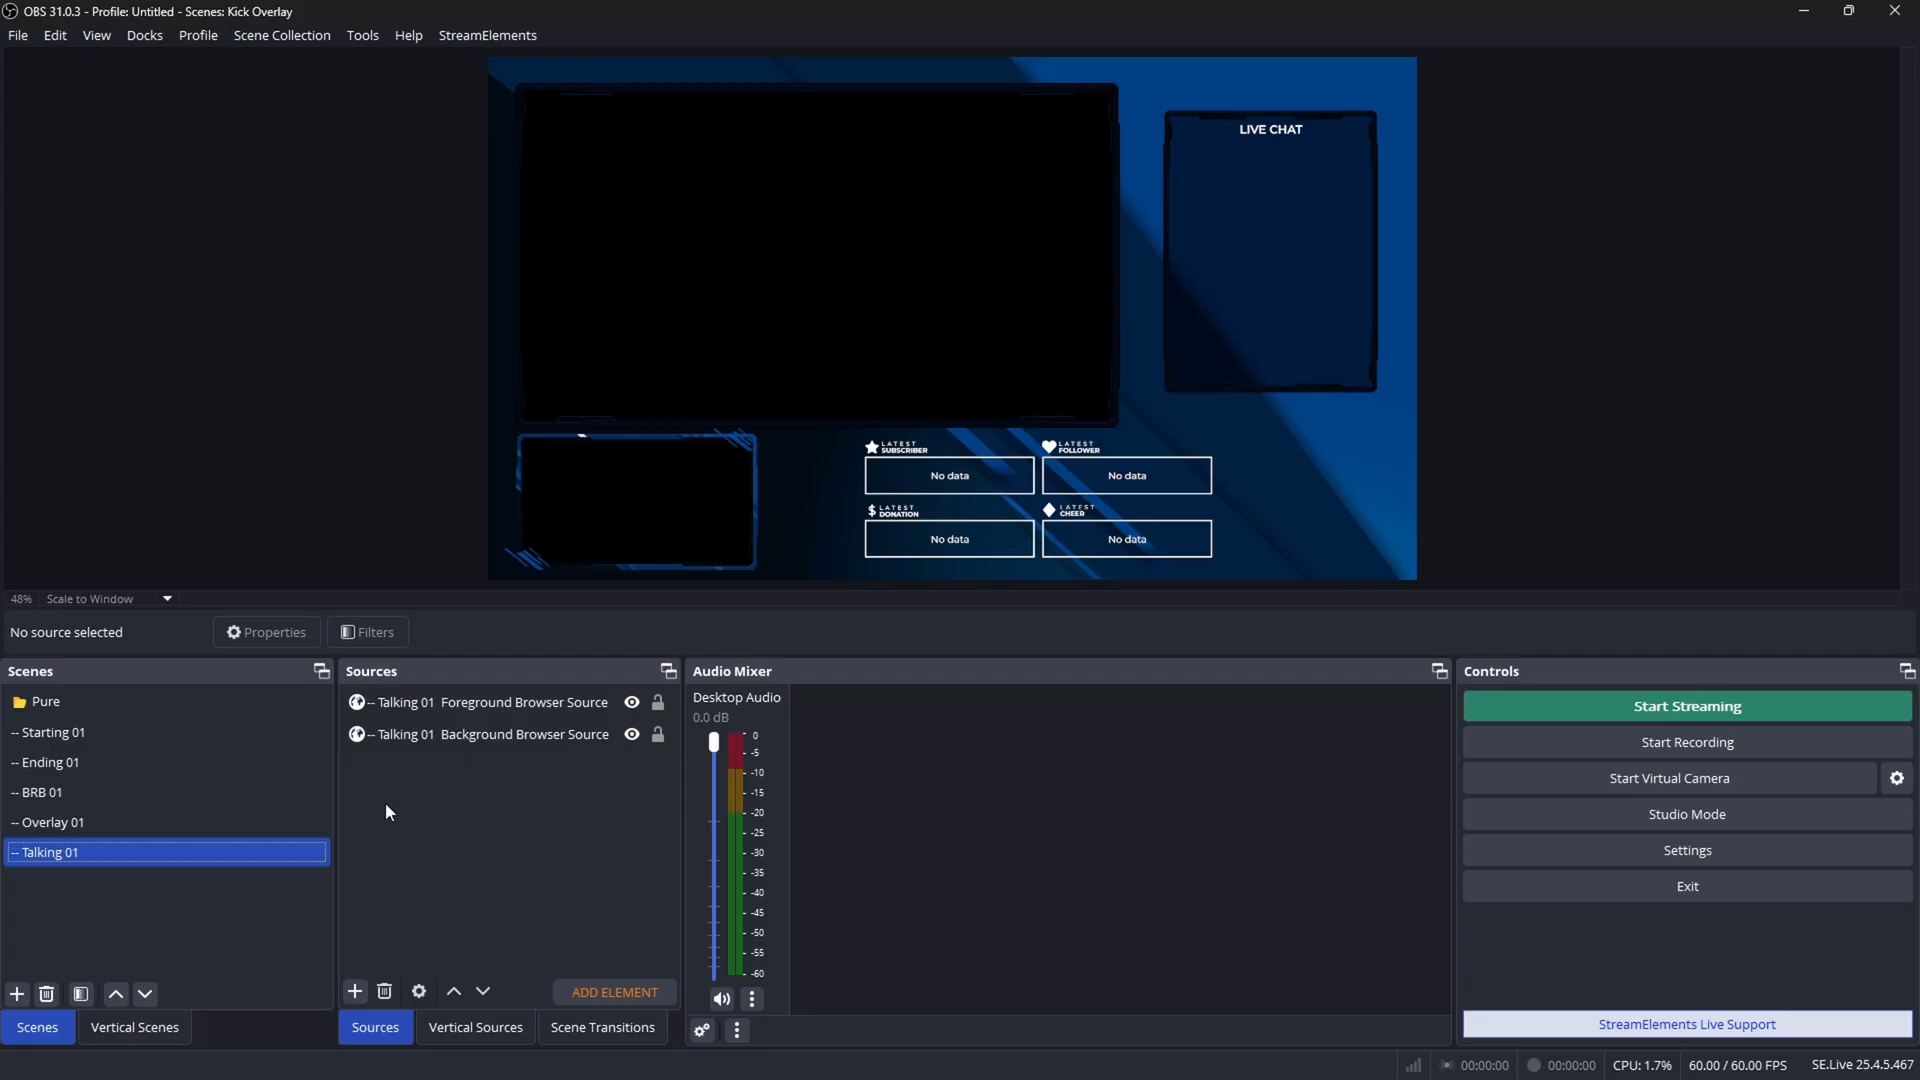 OBS 31.0.3 - Profile: Untitled - Scenes: Kick Overlay
File Edit View Docks Profile Scene Collection Tools Help StreamElements
LIVE CHAT
LATEST SUBSCRIBER
LATEST FOLLOWER
No data
No data
$ LATEST DONATION
LATEST CHEER
No data
No data
48% Scale to Window
No source selected
Properties
Filters
Scenes
Pure
-- Starting 01
-- Ending 01
-- BRB 01
-- Overlay 01
-- Talking 01
Scenes
Vertical Scenes
Sources
-- Talking 01 Foreground Browser Source
-- Talking 01 Background Browser Source
ADD ELEMENT
Sources
Vertical Sources
Scene Transitions
Audio Mixer
Desktop Audio
0.0 dB
0
-5
-10
-15
-20
-25
-30
-35
-40
-45
-50
-55
-60
Controls
Start Streaming
Start Recording
Start Virtual Camera
Studio Mode
Settings
Exit
StreamElements Live Support
00:00:00
00:00:00
CPU: 1.7%
60.00 / 60.00 FPS
SE.Live 25.4.5.467